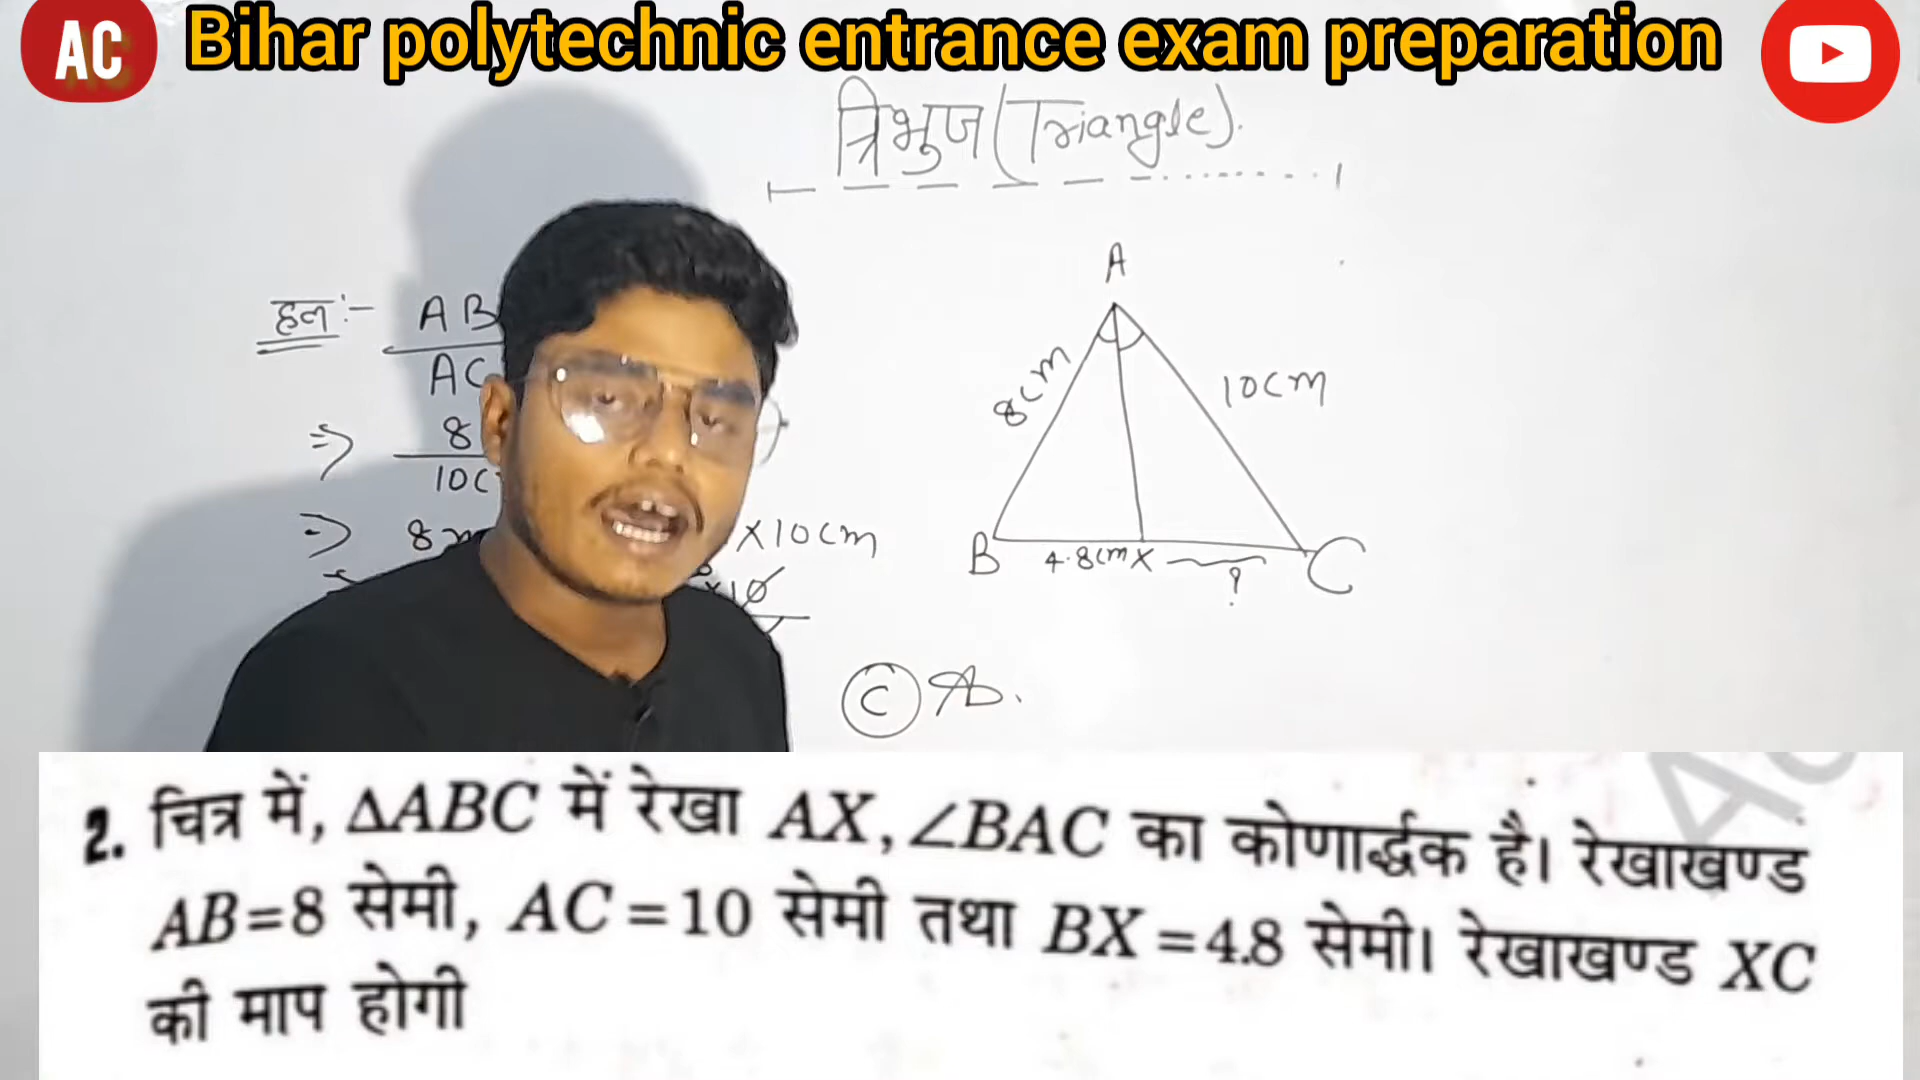 AC Bihar polytechnic entrance exam preparation
त्रिभुज (Triangle).
A
हल :- AB
AC
8cm
10cm
⇒ 8
10c
⇒ 8
×10cm
B 4.8cm X ? C
×10
C
2. चित्र में, ΔABC में रेखा AX, ∠BAC का कोणार्द्धक है। रेखाखण्ड
AB=8 सेमी, AC=10 सेमी तथा BX=4.8 सेमी। रेखाखण्ड XC
की माप होगी